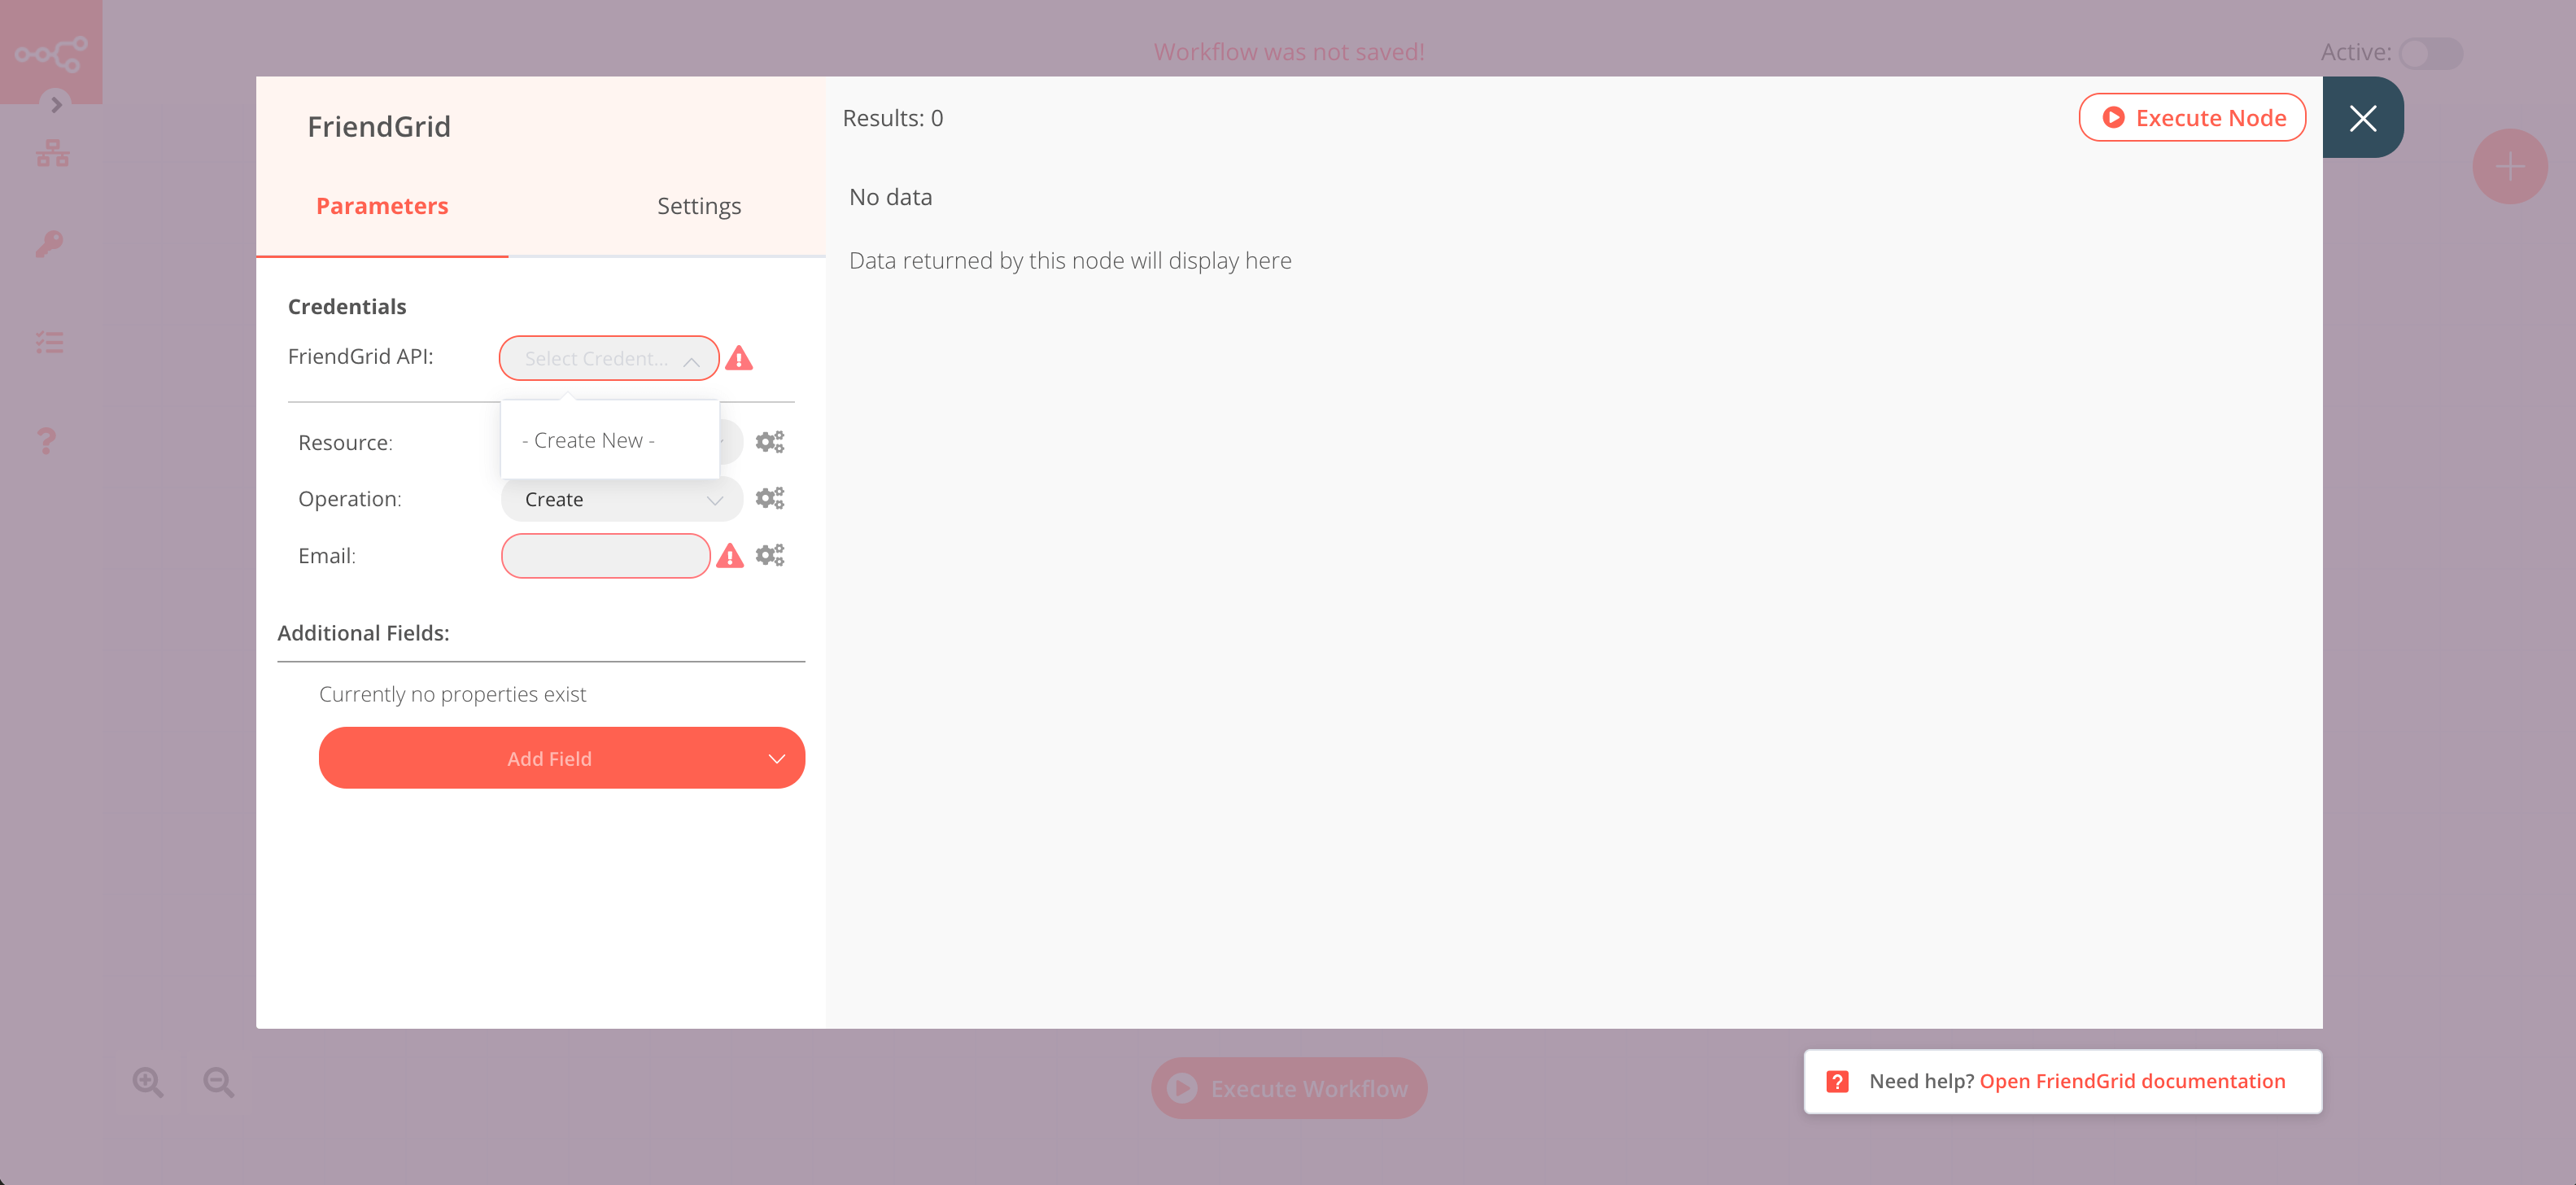 Workflow was not saved!
Active:
FriendGrid
Parameters
Settings
Credentials
FriendGrid API:
Select Credent...
- Create New -
Resource:
Operation:
Create
Email:
Additional Fields:
Currently no properties exist
Add Field
Results: 0
Execute Node
No data
Data returned by this node will display here
Execute Workflow
Need help? Open FriendGrid documentation